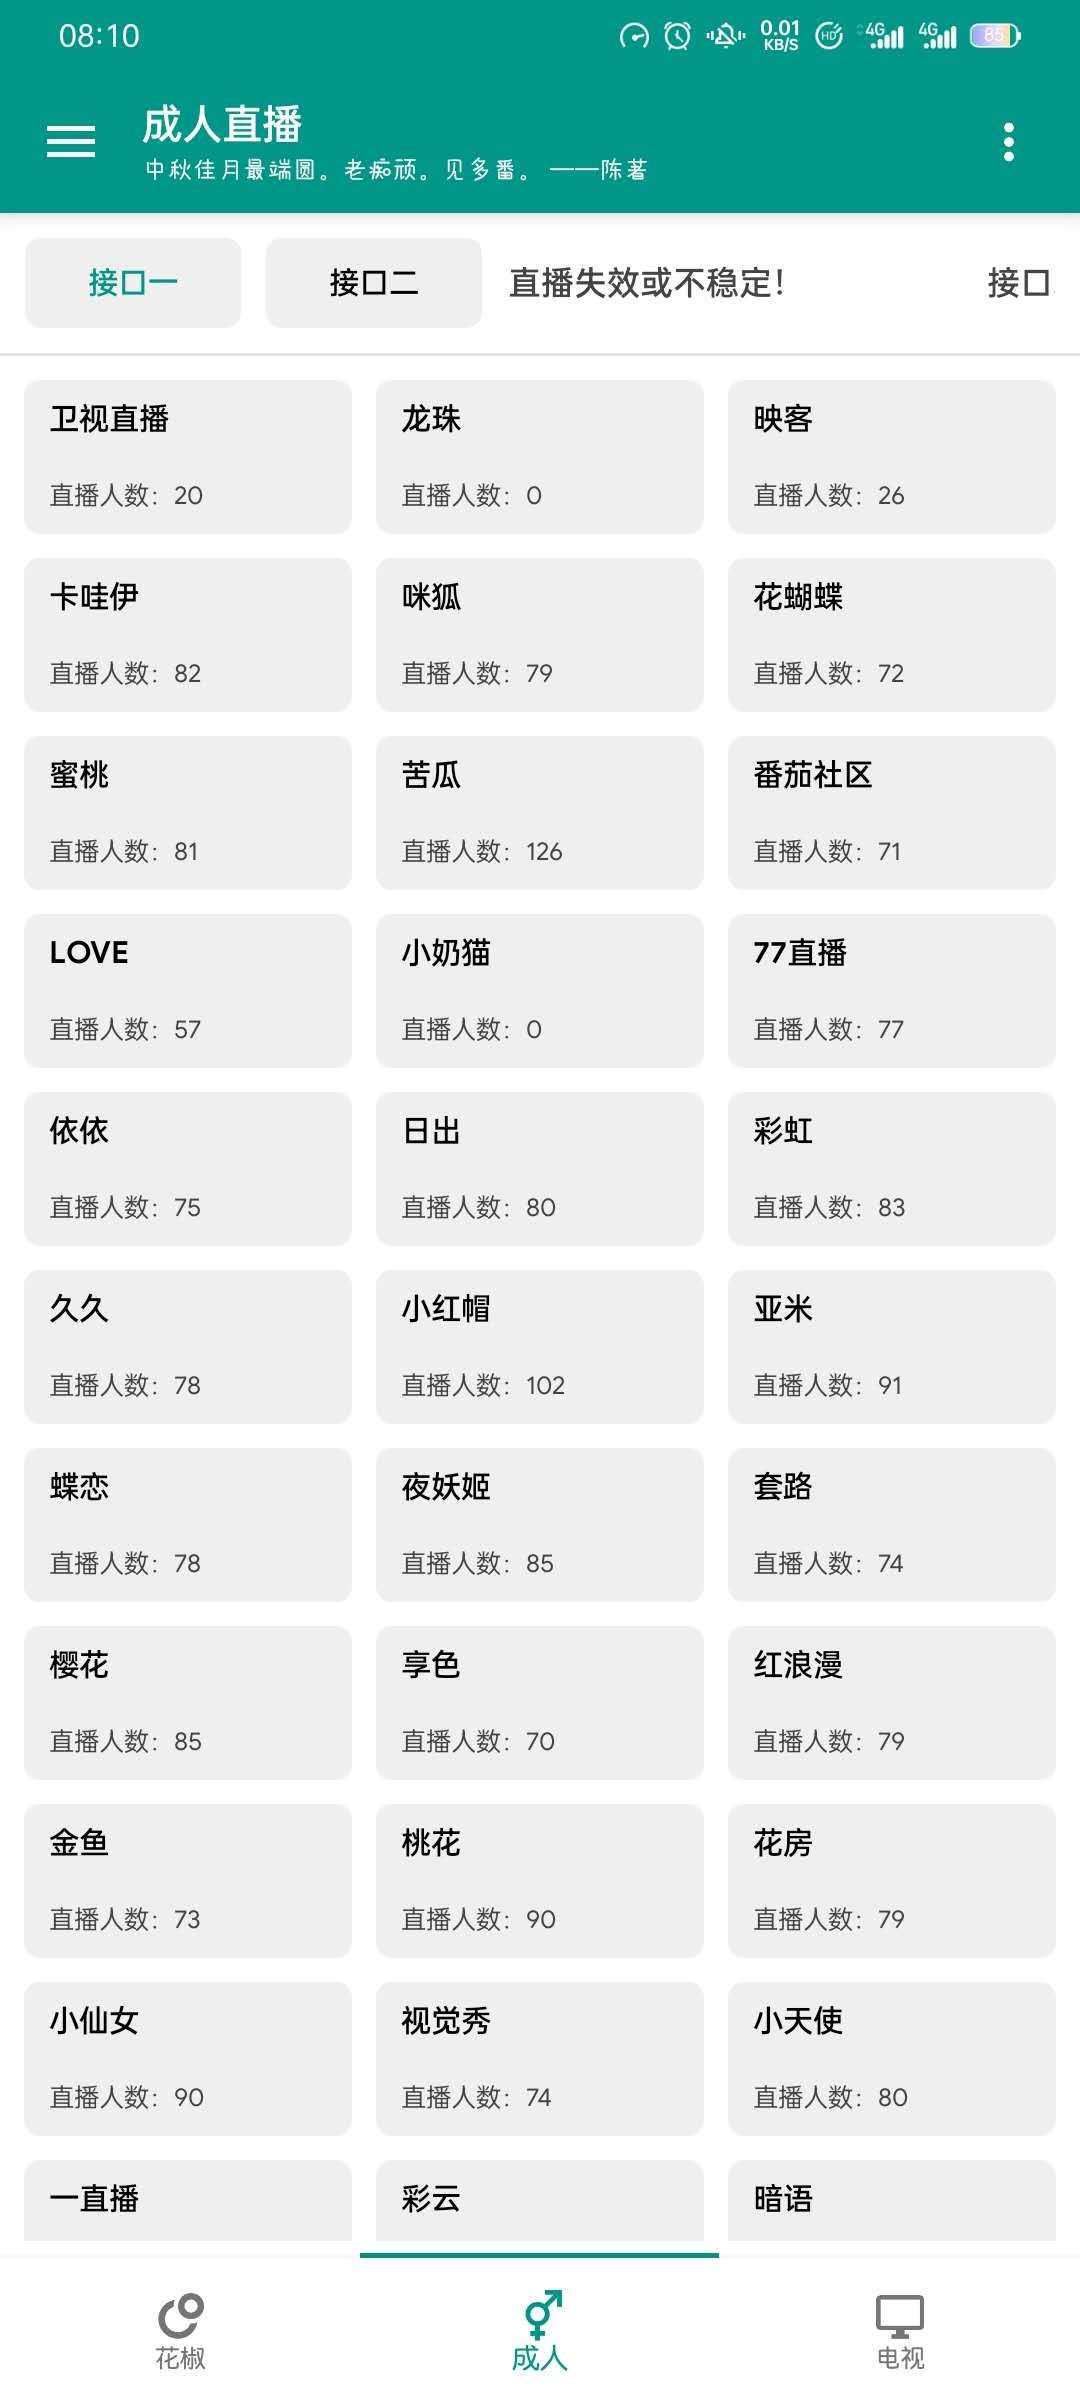 08:10
0.01
KB/S
HD
4G
4G
85
成人直播
中秋佳月最端圆。老痴顽。见多番。 ——陈著
接口一 接口二 直播失效或不稳定！ 接口
卫视直播 龙珠 映客
直播人数：20 直播人数：0 直播人数：26
卡哇伊 咪狐 花蝴蝶
直播人数：82 直播人数：79 直播人数：72
蜜桃 苦瓜 番茄社区
直播人数：81 直播人数：126 直播人数：71
LOVE 小奶猫 77直播
直播人数：57 直播人数：0 直播人数：77
依依 日出 彩虹
直播人数：75 直播人数：80 直播人数：83
久久 小红帽 亚米
直播人数：78 直播人数：102 直播人数：91
蝶恋 夜妖姬 套路
直播人数：78 直播人数：85 直播人数：74
樱花 享色 红浪漫
直播人数：85 直播人数：70 直播人数：79
金鱼 桃花 花房
直播人数：73 直播人数：90 直播人数：79
小仙女 视觉秀 小天使
直播人数：90 直播人数：74 直播人数：80
一直播 彩云 暗语
花椒 成人 电视